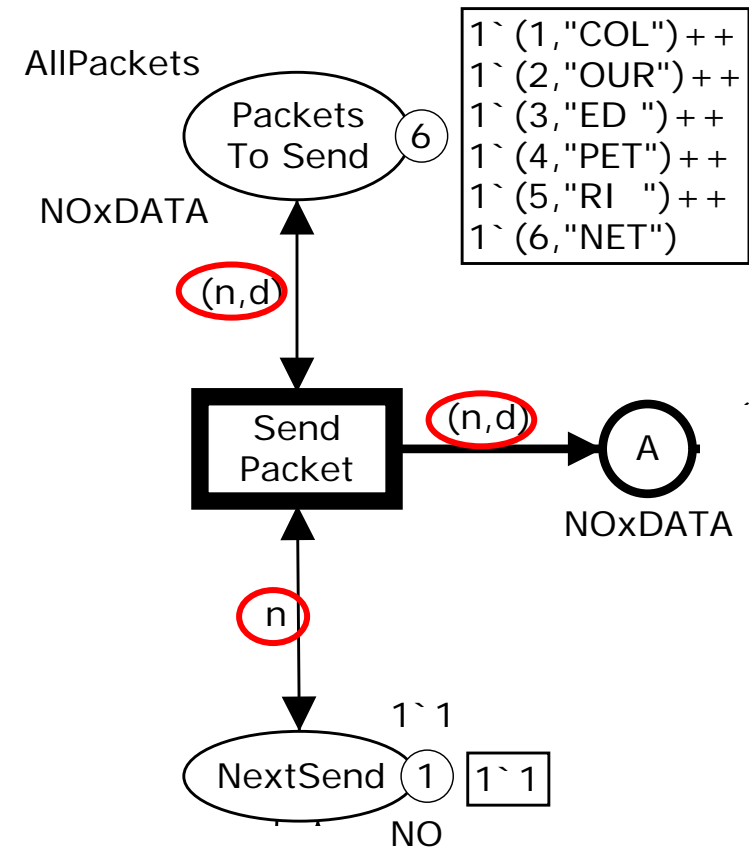 AllPackets
Packets
To Send
6
1`(1,"COL")++
1`(2,"OUR")++
1`(3,"ED ")++
1`(4,"PET")++
1`(5,"RI  ")++
1`(6,"NET")
NOxDATA
(n,d)
Send
Packet
(n,d)
A
NOxDATA
n
1`1
NextSend
1
1`1
NO